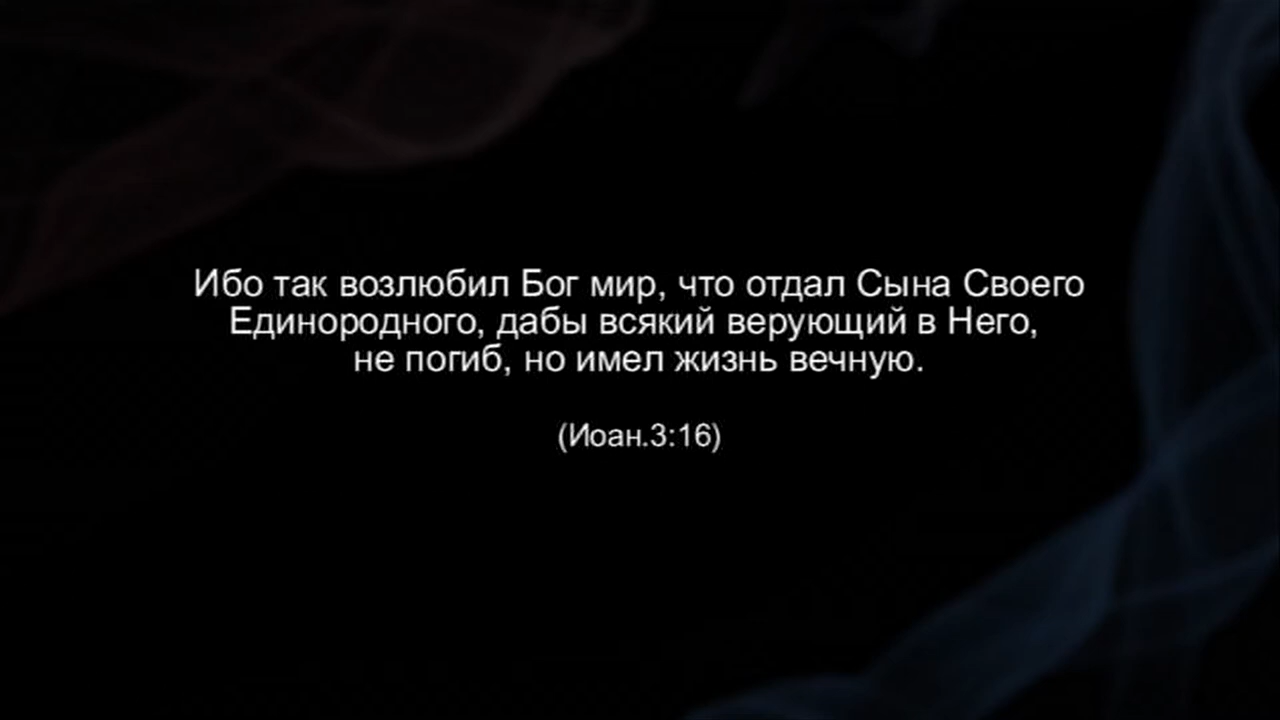 Ибо так возлюбил Бог мир, что отдал Сына Своего
Единородного, дабы всякий верующий в Него,
не погиб, но имел жизнь вечную.
(Иоан.3:16)